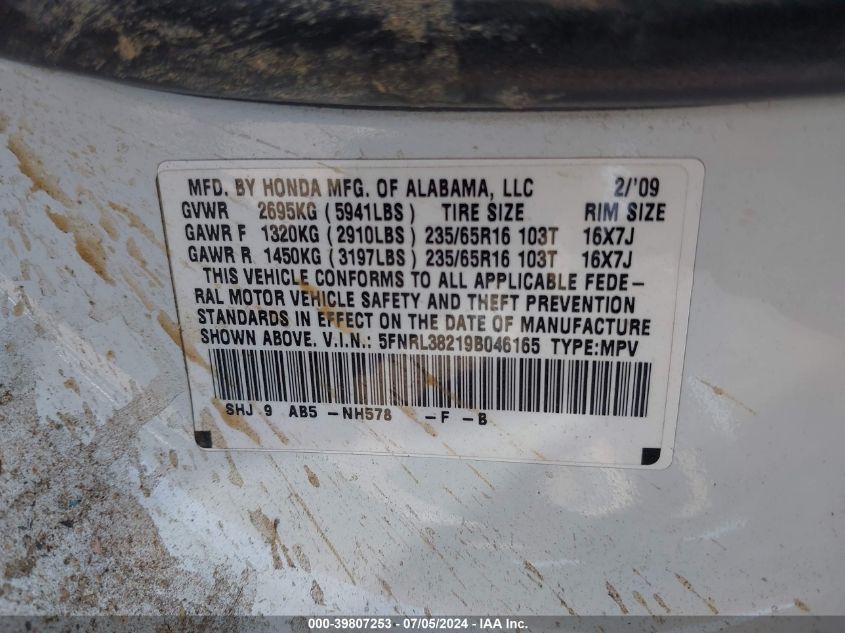 MFD. BY HONDA MFG. OF ALABAMA, LLC 2/'09
GVWR 2695KG (5941LBS) TIRE SIZE RIM SIZE
GAWR F 1320KG (2910LBS) 235/65R16 103T 16X7J
GAWR R 1450KG (3197LBS) 235/65R16 103T 16X7J
THIS VEHICLE CONFORMS TO ALL APPLICABLE FEDE-
RAL MOTOR VEHICLE SAFETY AND THEFT PREVENTION
STANDARDS IN EFFECT ON THE DATE OF MANUFACTURE
SHOWN ABOVE. V.I.N.: 5FNRL38219B046165 TYPE:MPV
SHJ 9 AB5 -NH578 -F -B
000-39807253 - 07/05/2024 - IAAI.com